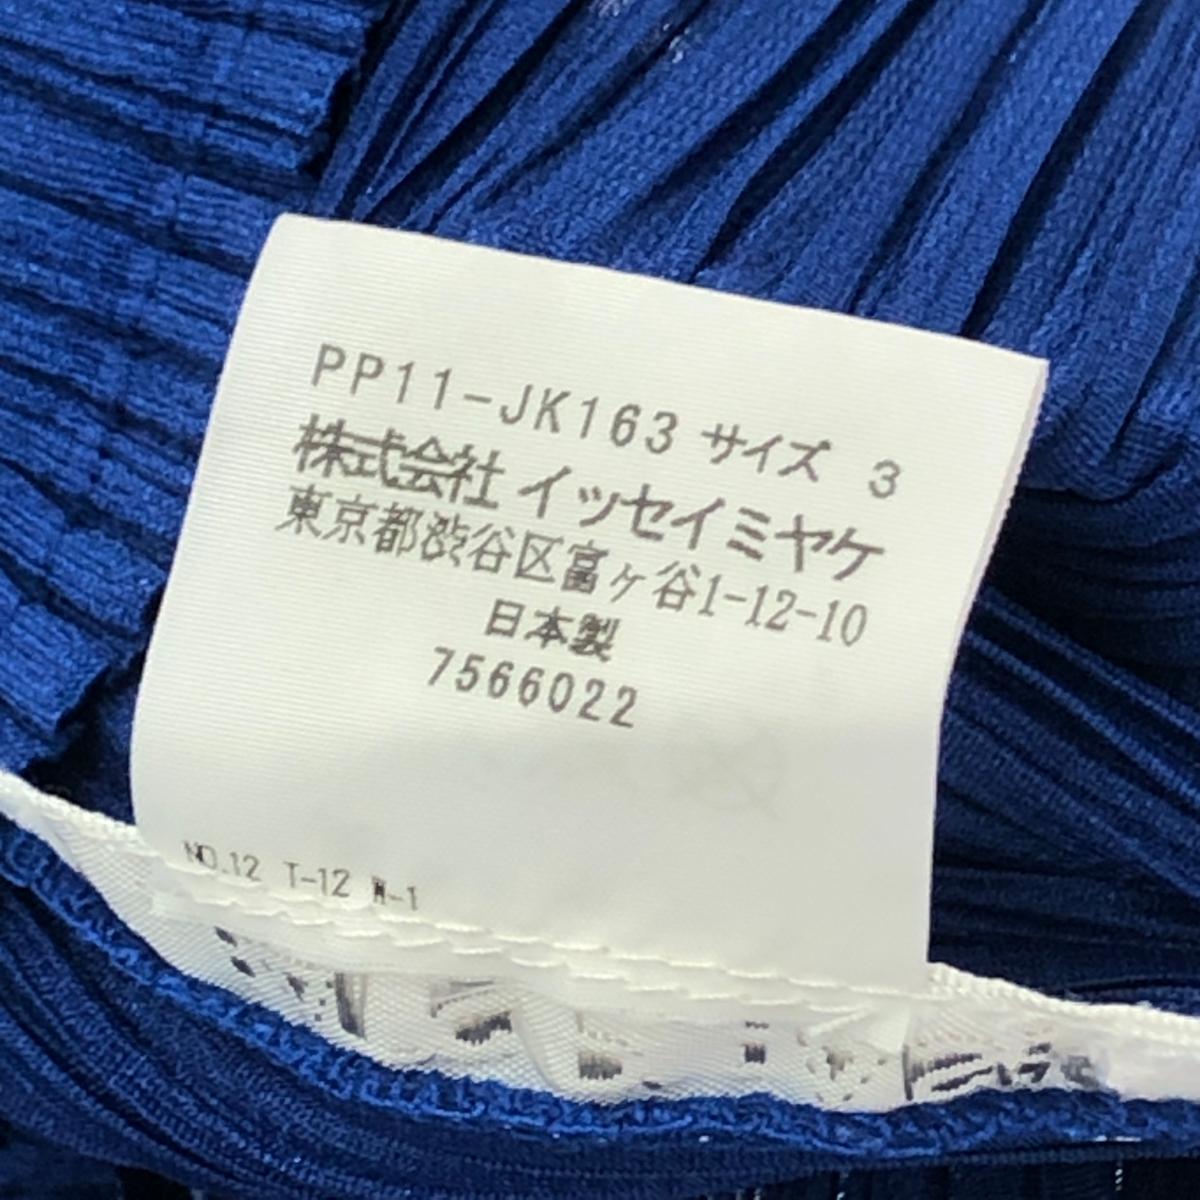 PP11-JK163 サイズ 3
株式会社 イッセイミヤケ
東京都渋谷区富ヶ谷1-12-10
日本製
7566022
NO.12 T-12 W-1